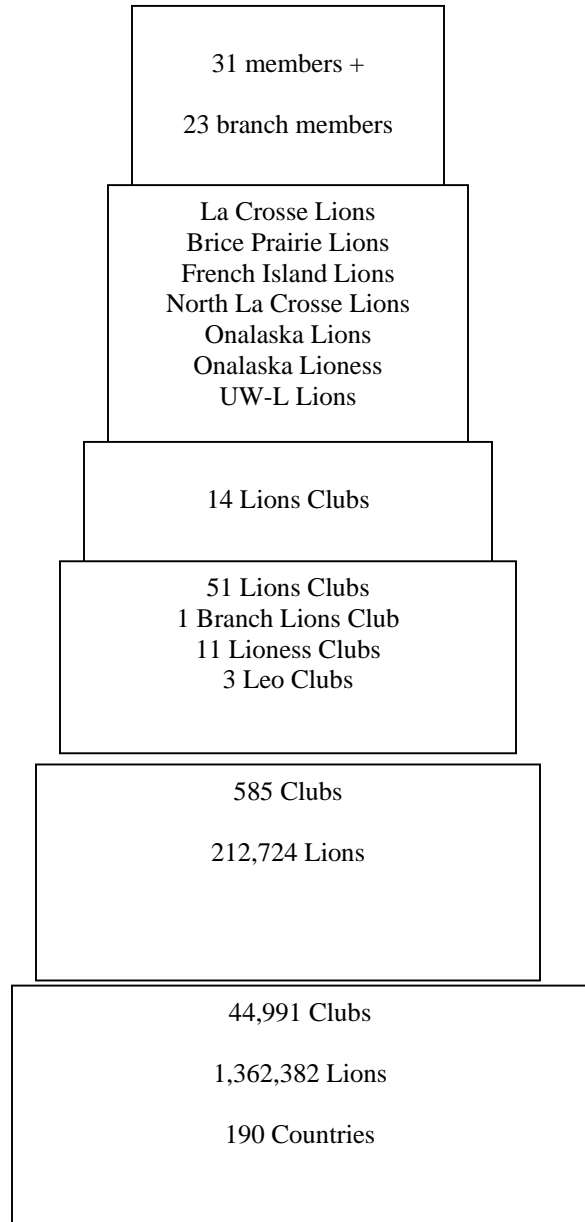 31 members +
23 branch members
La Crosse Lions
Brice Prairie Lions
French Island Lions
North La Crosse Lions
Onalaska Lions
Onalaska Lioness
UW-L Lions
14 Lions Clubs
51 Lions Clubs
1 Branch Lions Club
11 Lioness Clubs
3 Leo Clubs
585 Clubs
212,724 Lions
44,991 Clubs
1,362,382 Lions
190 Countries